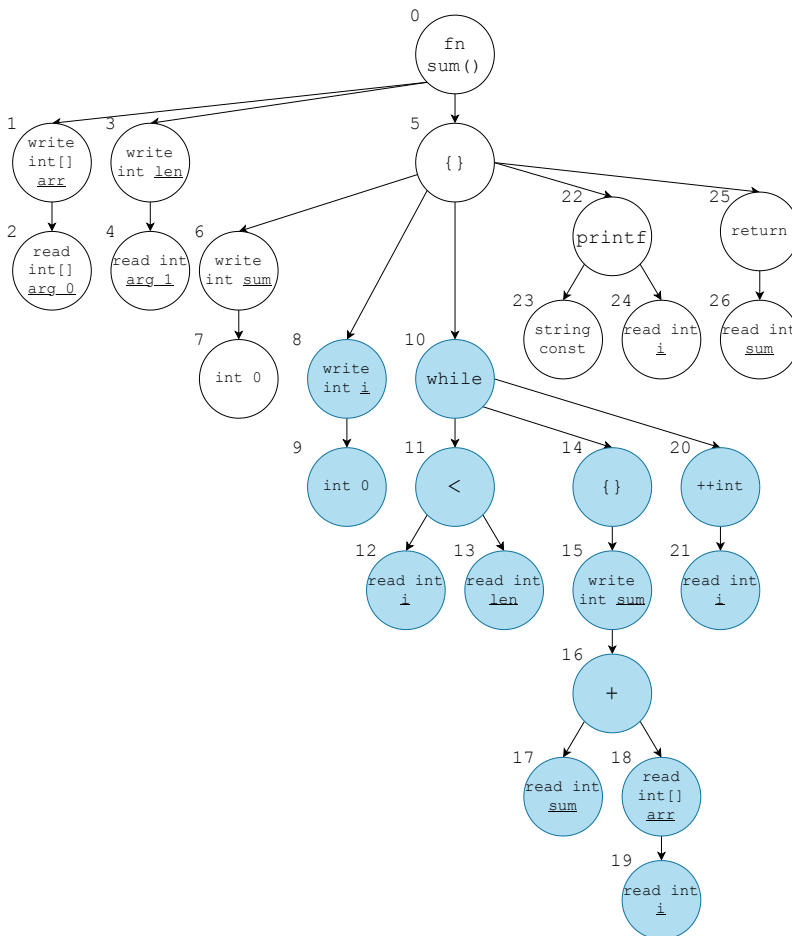 0
fn
sum()
1
write
int[]
arr
3
write
int len
5
{}
2
read
int[]
arg_0
4
read int
arg_1
6
write
int sum
22
printf
25
return
7
int 0
8
write
int i
10
while
23
string
const
24
read int
i
26
read int
sum
9
int 0
11
<
14
{}
20
++int
12
read int
i
13
read int
len
15
write
int sum
21
read int
i
16
+
17
read int
sum
18
read
int[]
arr
19
read int
i